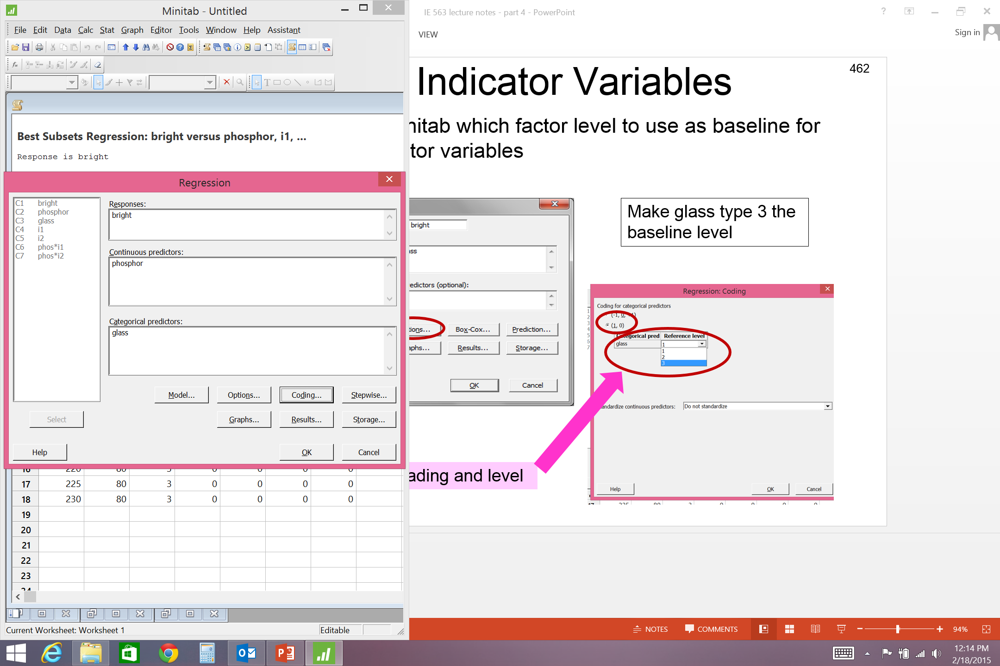 Minitab - Untitled
File Edit Data Calc Stat Graph Editor Tools Window Help Assistant
Best Subsets Regression: bright versus phosphor, i1, ...
Response is bright
Regression
C1 bright
C2 phosphor
C3 glass
C4 i1
C5 i2
C6 phos*i1
C7 phos*i2
Responses:
bright
Continuous predictors:
phosphor
Categorical predictors:
glass
Model... Options... Coding... Stepwise...
Select Graphs... Results... Storage...
Help OK Cancel
17 225 80 3 0 0 0 0
18 230 80 3 0 0 0 0
19
20
21
22
23
Current Worksheet: Worksheet 1 Editable
IE 563 lecture notes - part 4 - PowerPoint
VIEW
Sign in
462
Indicator Variables
nitab which factor level to use as baseline for
tor variables
bright
ss
edictors (optional):
ions... Box-Cox... Prediction...
aphs... Results... Storage...
OK Cancel
Make glass type 3 the
baseline level
Regression: Coding
Coding for categorical predictors
(1, 0)
Reference level
glass 1
1
2
3
andardize continuous predictors: Do not standardize
Help OK Cancel
ading and level
NOTES COMMENTS 94%
12:14 PM
2/18/2015